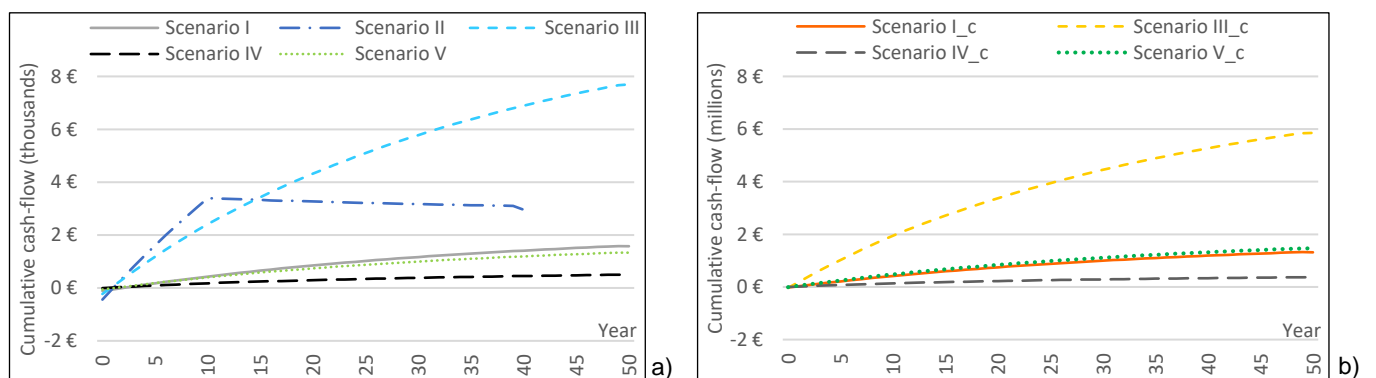 Scenario I Scenario II Scenario III
Scenario IV Scenario V
Cumulative cash-flow (thousands)
8 €
6 €
4 €
2 €
0 €
-2 €
Year
0 5 10 15 20 25 30 35 40 45 50
a)
Scenario I_c Scenario III_c
Scenario IV_c Scenario V_c
Cumulative cash-flow (millions)
8 €
6 €
4 €
2 €
0 €
-2 €
Year
0 5 10 15 20 25 30 35 40 45 50
b)